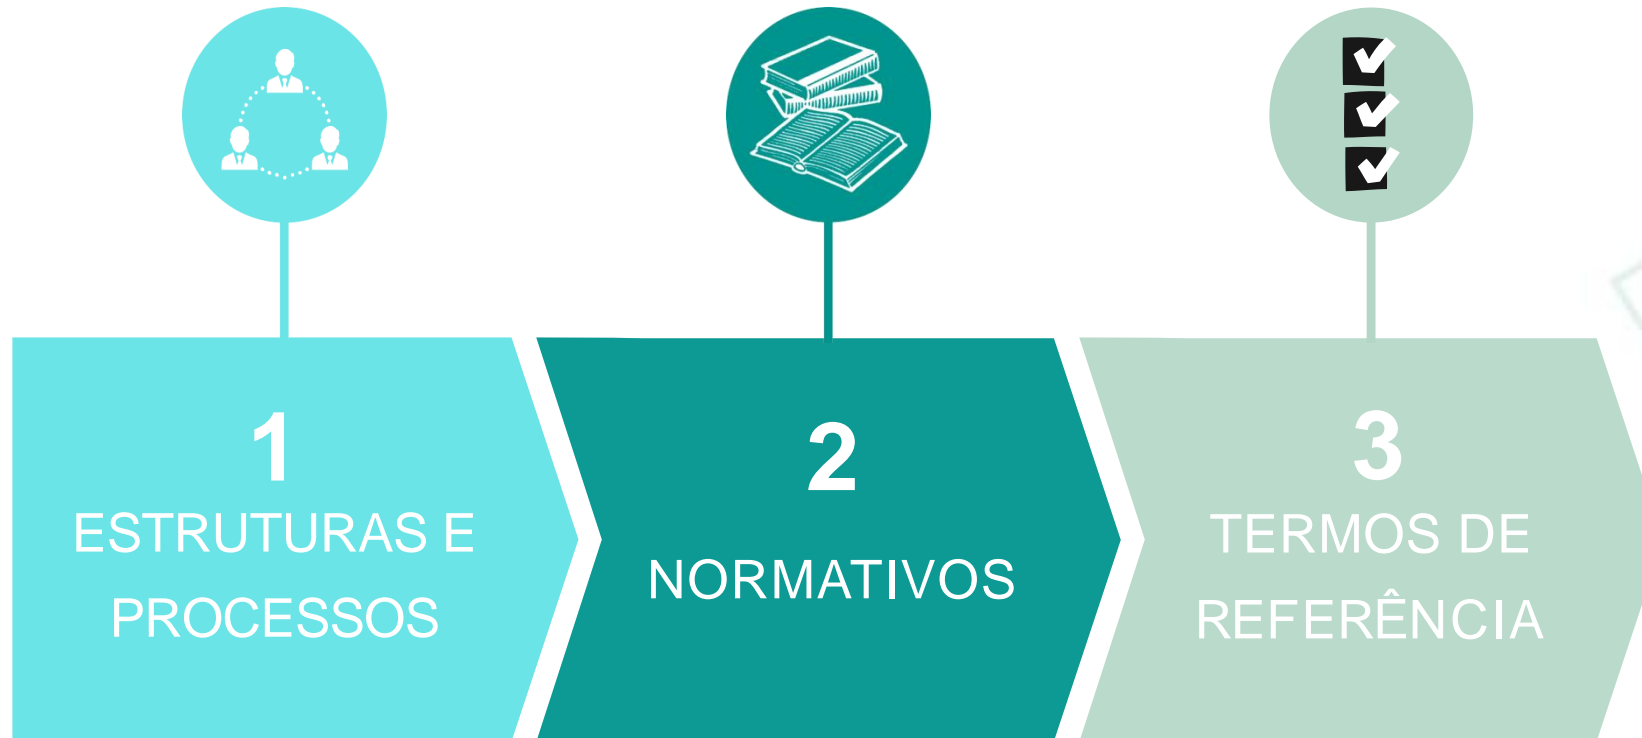 1
ESTRUTURAS E
PROCESSOS
2
NORMATIVOS
3
TERMOS DE
REFERÊNCIA